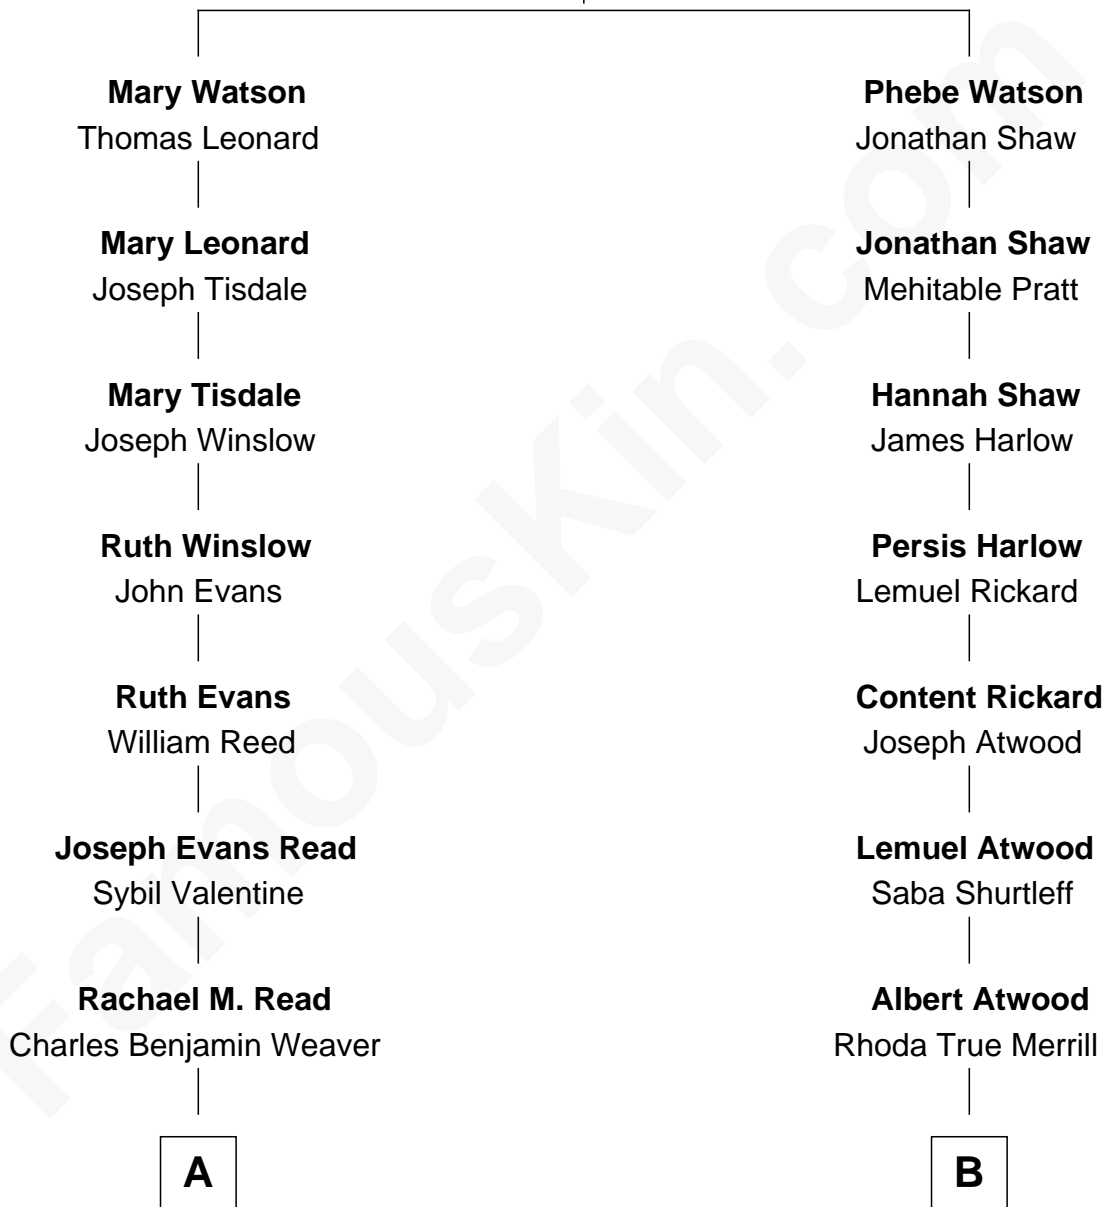 Mary Watson
Thomas Leonard
Mary Leonard
Joseph Tisdale
Mary Tisdale
Joseph Winslow
Ruth Winslow
John Evans
Ruth Evans
William Reed
Joseph Evans Read
Sybil Valentine
Rachael M. Read
Charles Benjamin Weaver
A
Phebe Watson
Jonathan Shaw
Jonathan Shaw
Mehitable Pratt
Hannah Shaw
James Harlow
Persis Harlow
Lemuel Rickard
Content Rickard
Joseph Atwood
Lemuel Atwood
Saba Shurtleff
Albert Atwood
Rhoda True Merrill
B
FamousKin.com